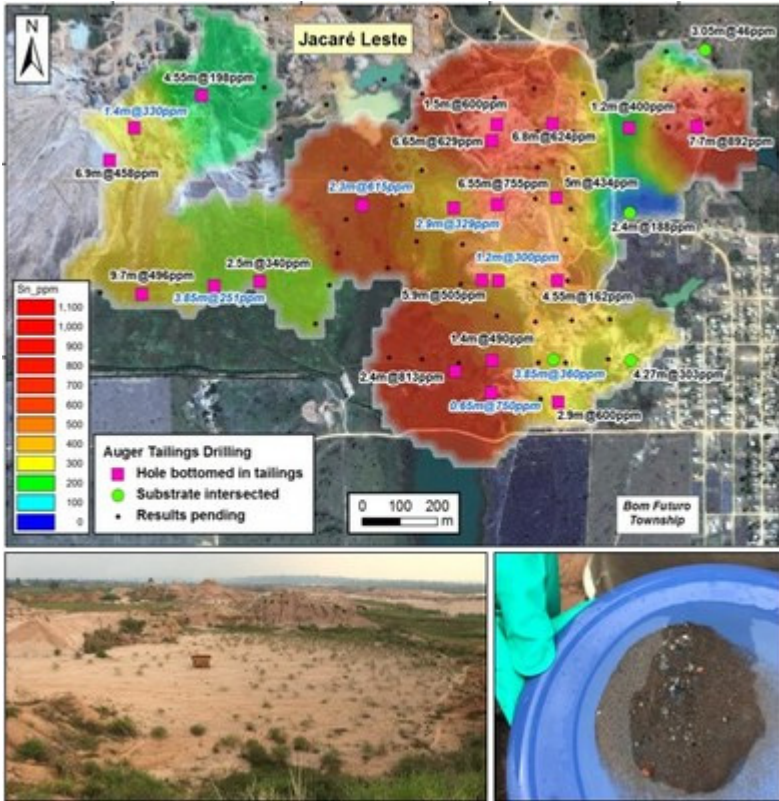 N
Jacaré Leste
3.05m@46ppm
4.55m@198ppm
1.4m@330ppm
1.5m@600ppm
1.2m@400ppm
6.65m@629ppm
6.8m@624ppm
7.7m@892ppm
6.9m@458ppm
2.3m@615ppm
6.55m@755ppm
5m@434ppm
2.9m@329ppm
2.4m@188ppm
1.2m@300ppm
9.7m@496ppm
2.5m@340ppm
3.85m@251ppm
5.9m@505ppm
4.55m@162ppm
1.4m@490ppm
2.4m@813ppm
3.85m@360ppm
4.27m@303ppm
0.65m@750ppm
2.9m@600ppm
Sn_ppm
1,100
1,000
900
800
700
600
500
400
300
200
100
0
Auger Tailings Drilling
Hole bottomed in tailings
Substrate intersected
Results pending
0 100 200
m
Bom Futuro
Township